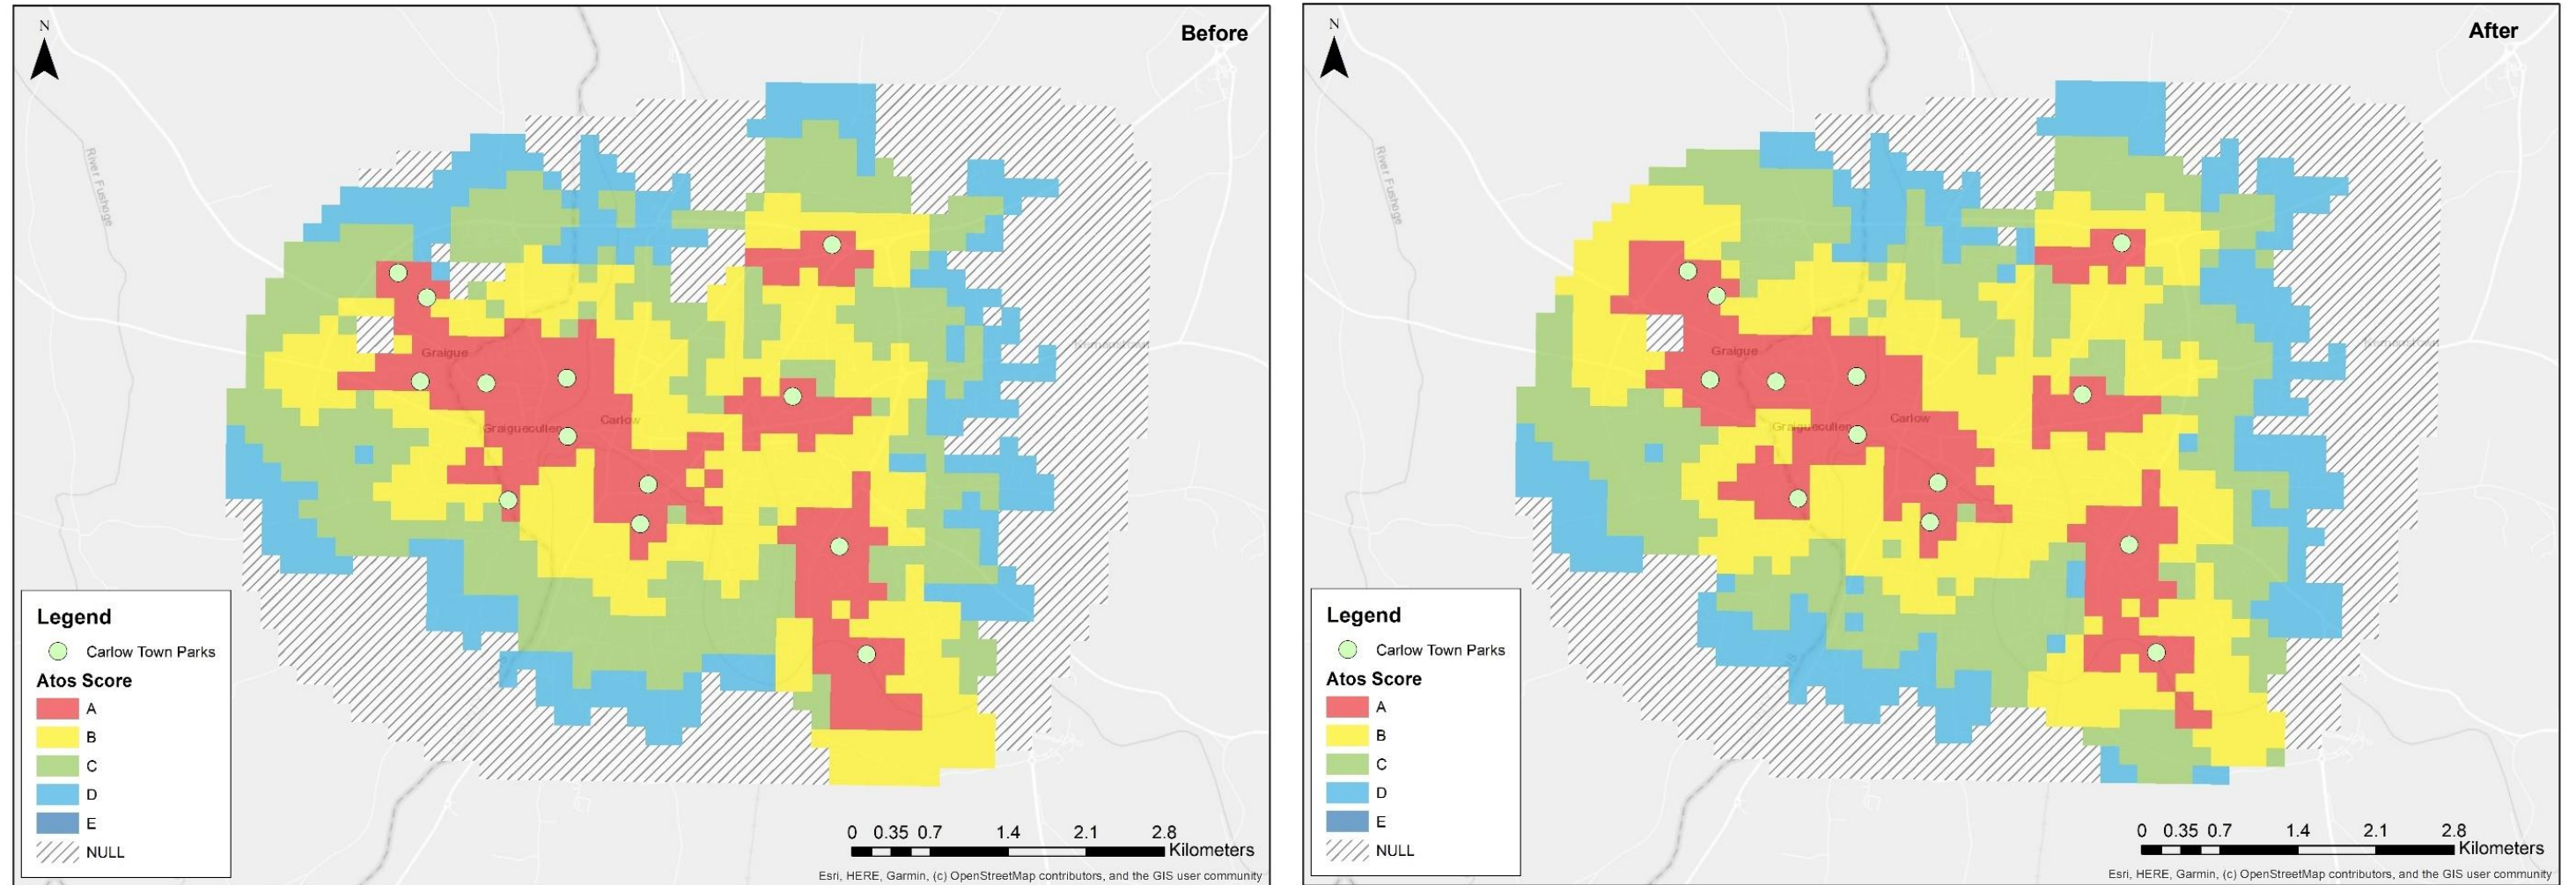 N
Before
River Fushoge
Graigue
Carlow
Graiguecullen
Legend
Carlow Town Parks
Atos Score
A
B
C
D
E
NULL
0 0.35 0.7 1.4 2.1 2.8
Kilometers
Esri, HERE, Garmin, (c) OpenStreetMap contributors, and the GIS user community
N
After
River Fushoge
Graigue
Carlow
Graiguecullen
Legend
Carlow Town Parks
Atos Score
A
B
C
D
E
NULL
0 0.35 0.7 1.4 2.1 2.8
Kilometers
Esri, HERE, Garmin, (c) OpenStreetMap contributors, and the GIS user community